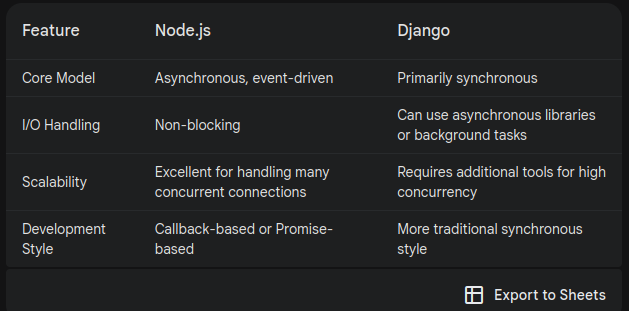 Feature Node.js Django
Core Model Asynchronous, event-driven Primarily synchronous
I/O Handling Non-blocking Can use asynchronous libraries
or background tasks
Scalability Excellent for handling many Requires additional tools for high
concurrent connections concurrency
Development Callback-based or Promise- More traditional synchronous
Style based style
Export to Sheets